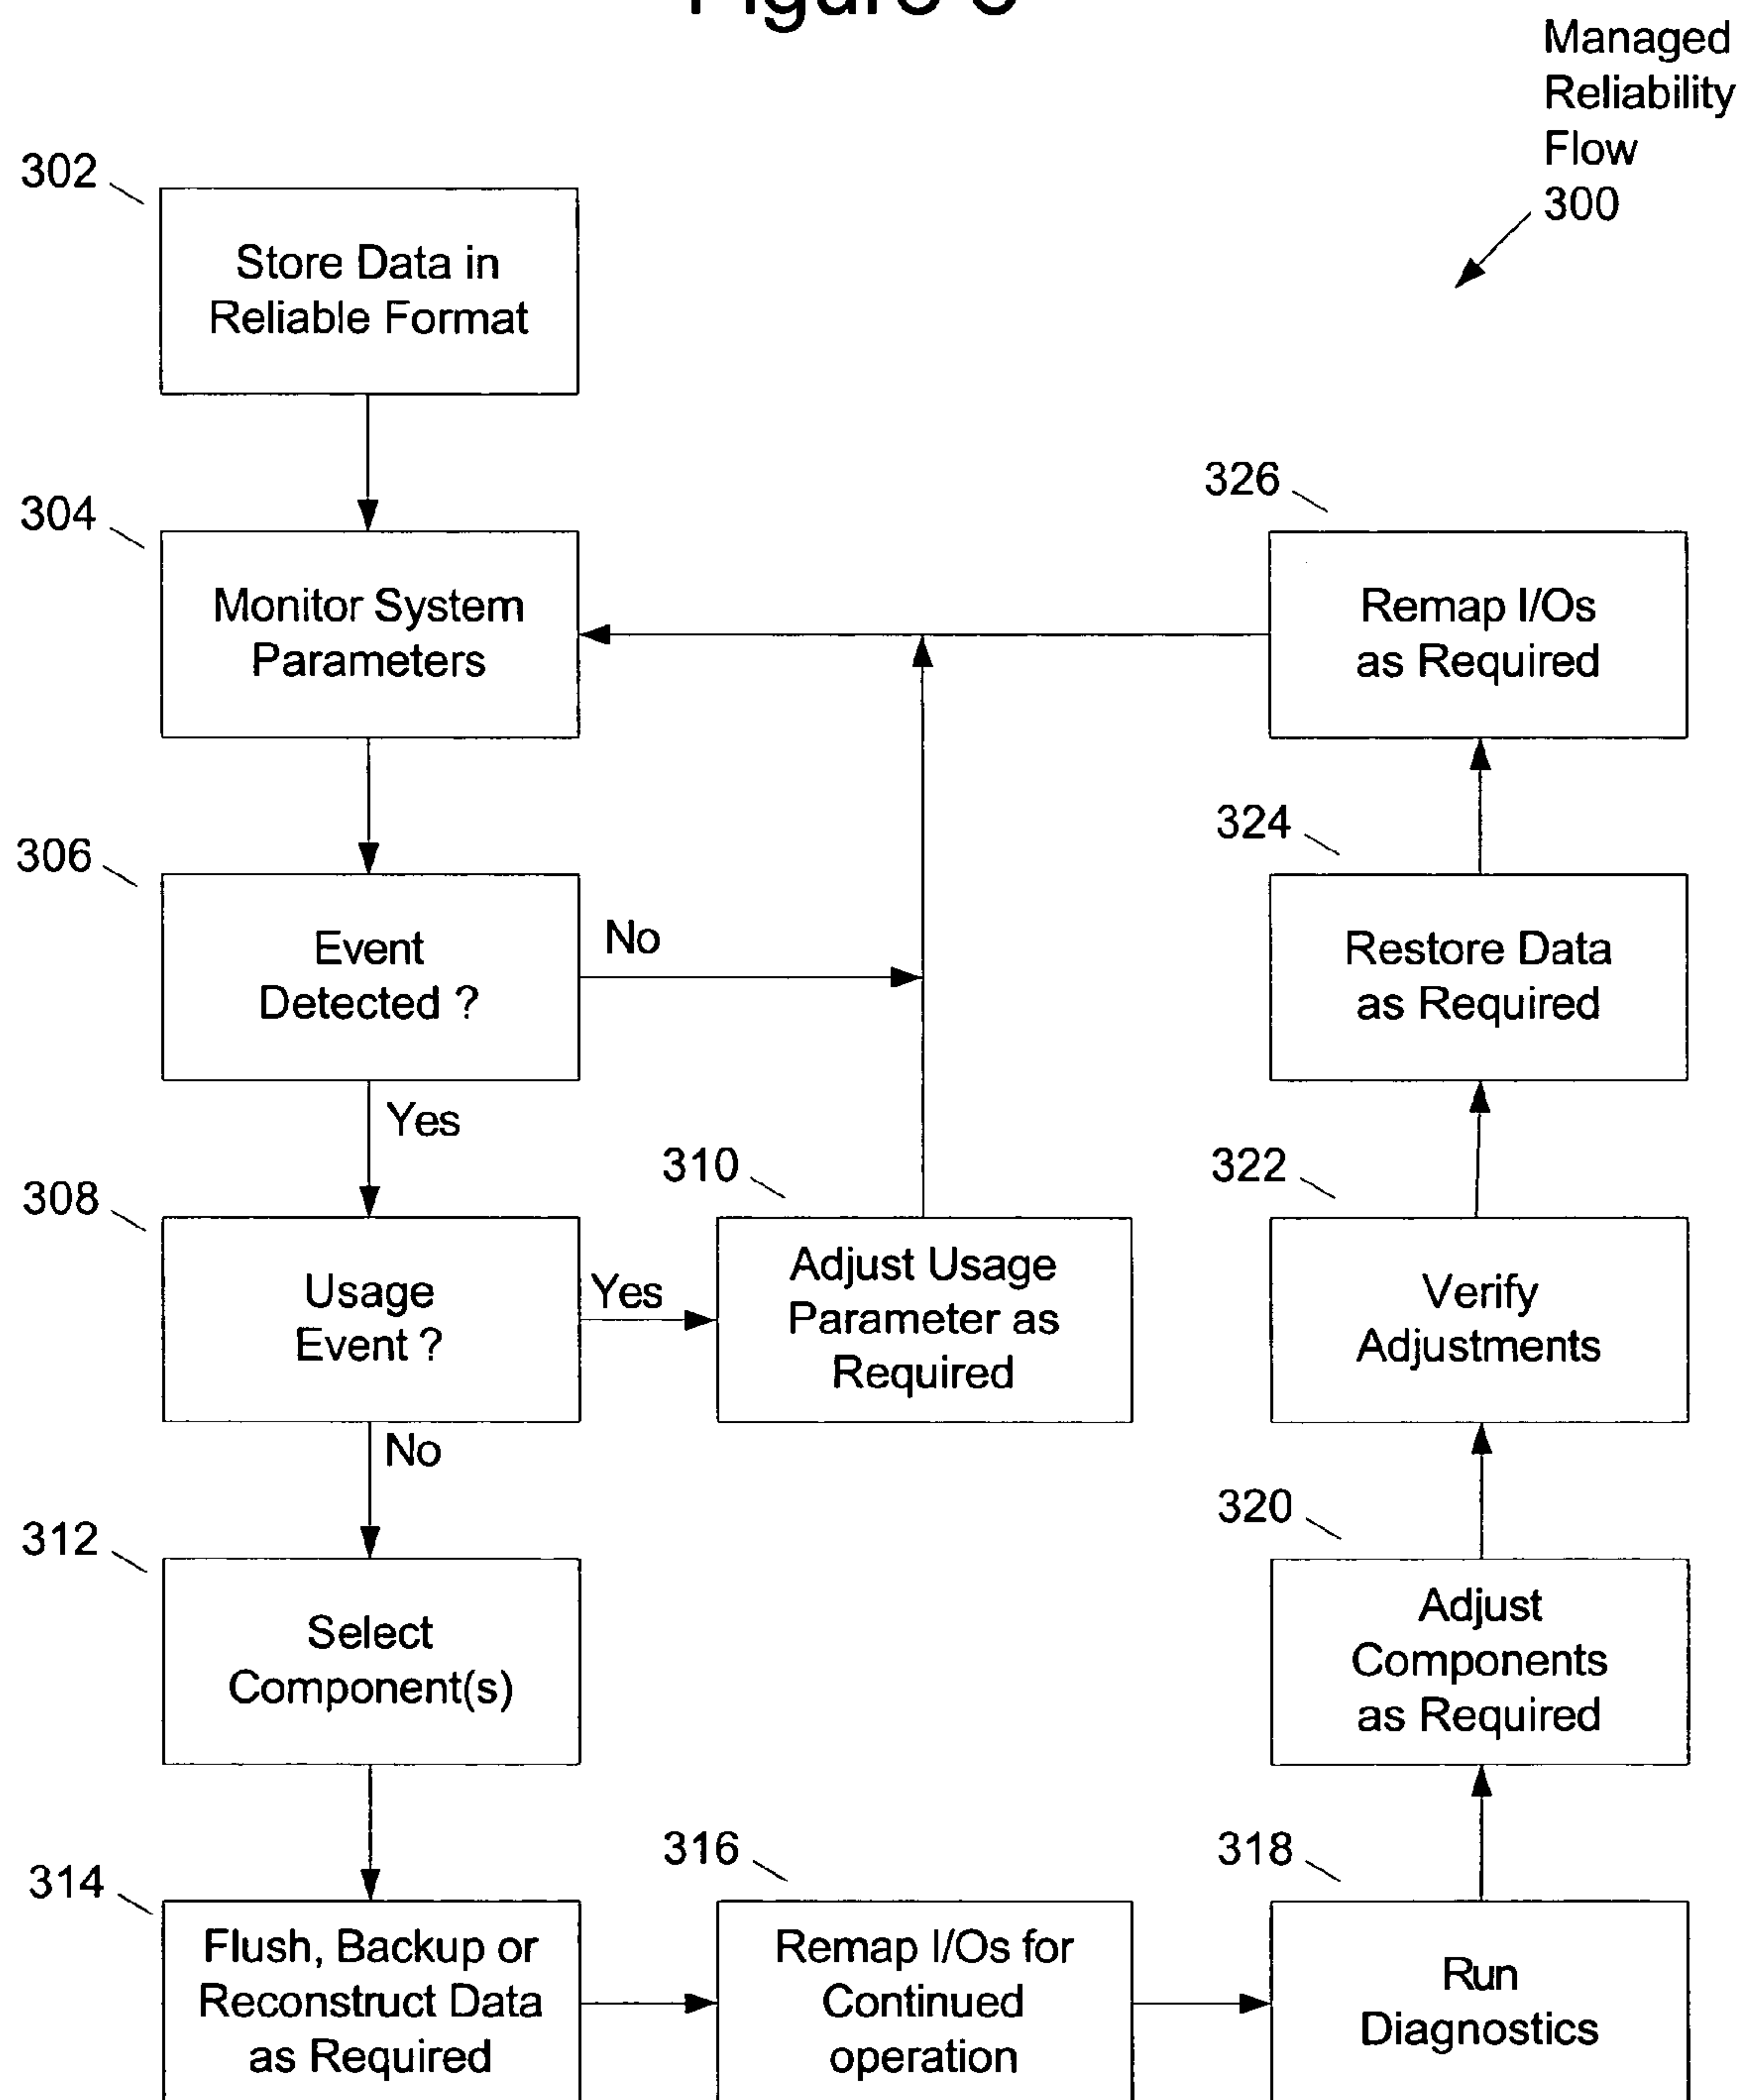 Figure 3
Managed
Reliability
Flow
300
302
Store Data in
Reliable Format
304
Monitor System
Parameters
326
Remap I/Os
as Required
306
Event
Detected ?
No
Yes
324
Restore Data
as Required
308
Usage
Event ?
Yes
No
310
Adjust Usage
Parameter as
Required
322
Verify
Adjustments
312
Select
Component(s)
320
Adjust
Components
as Required
314
Flush, Backup or
Reconstruct Data
as Required
316
Remap I/Os for
Continued
operation
318
Run
Diagnostics